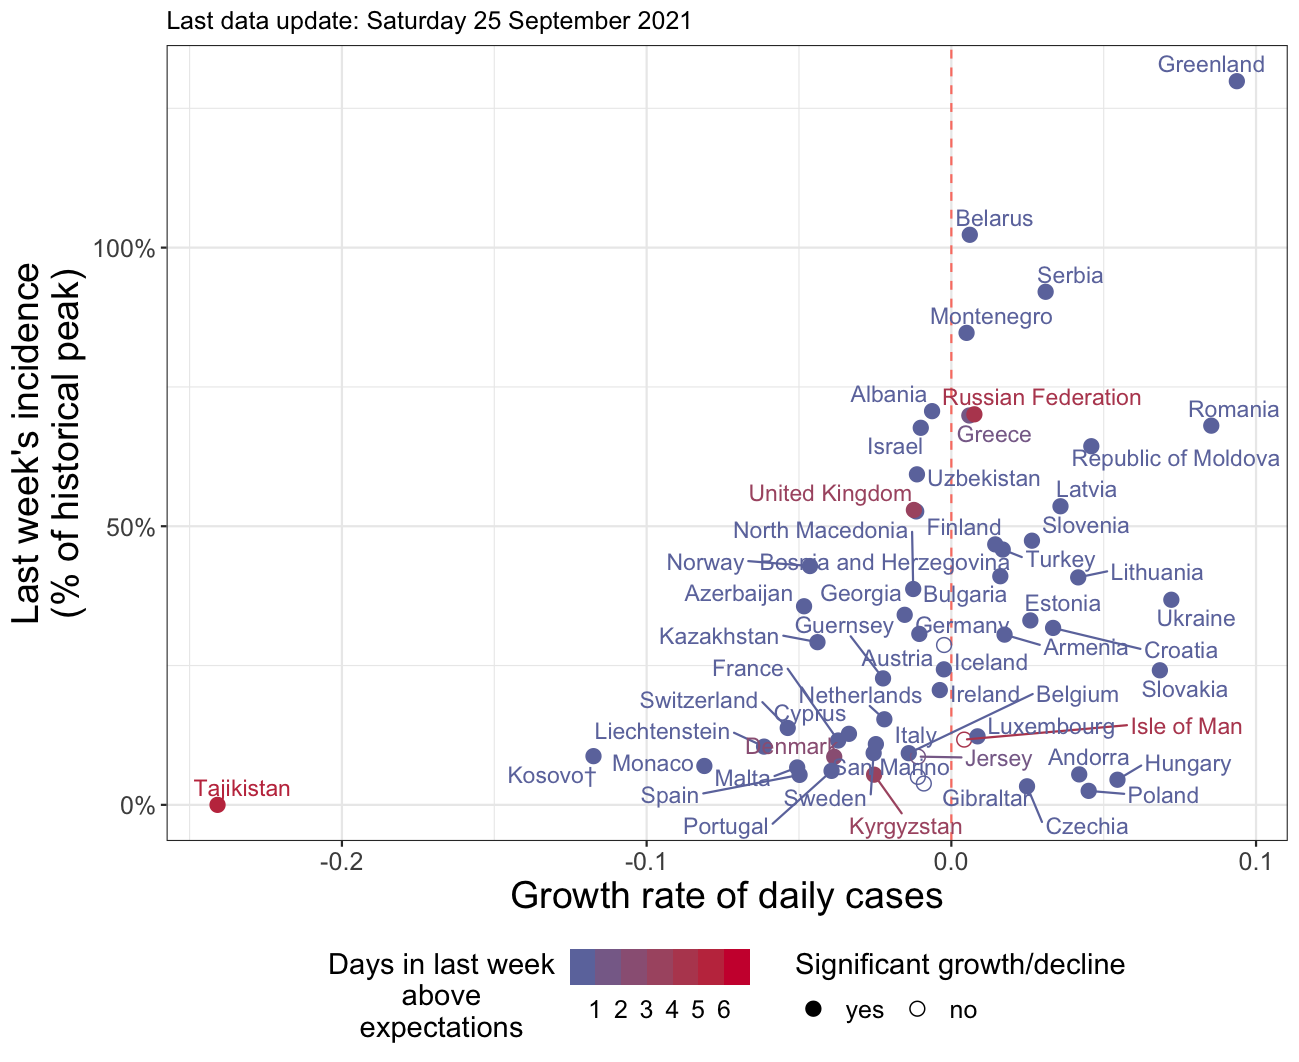 Last data update: Saturday 25 September 2021
Last week's incidence
(% of historical peak)
100%
50%
0%
Greenland
Belarus
Serbia
Montenegro
Albania
Russian Federation
Romania
Greece
Israel
Republic of Moldova
Uzbekistan
Latvia
United Kingdom
North Macedonia
Finland
Slovenia
Norway
Bosnia and Herzegovina
Turkey
Lithuania
Azerbaijan
Georgia
Bulgaria
Estonia
Ukraine
Guernsey
Germany
Kazakhstan
Armenia
Croatia
France
Austria
Iceland
Slovakia
Switzerland
Netherlands
Ireland
Belgium
Cyprus
Liechtenstein
Italy
Luxembourg
Isle of Man
Denmark
Kosovo†
Monaco
San Marino
Jersey
Andorra
Hungary
Malta
Tajikistan
Spain
Sweden
Gibraltar
Poland
Portugal
Kyrgyzstan
Czechia
-0.2
-0.1
0.0
0.1
Growth rate of daily cases
Days in last week
above
expectations
1 2 3 4 5 6
Significant growth/decline
yes
no